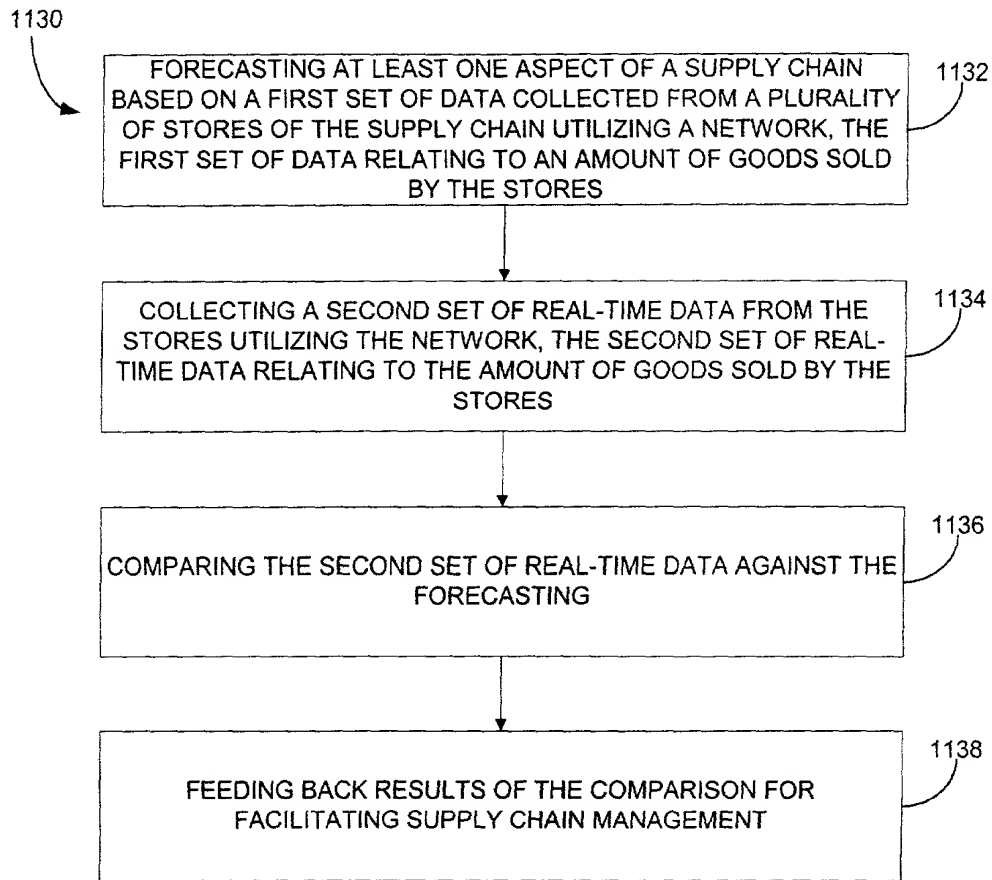 1130
FORECASTING AT LEAST ONE ASPECT OF A SUPPLY CHAIN
BASED ON A FIRST SET OF DATA COLLECTED FROM A PLURALITY
OF STORES OF THE SUPPLY CHAIN UTILIZING A NETWORK, THE
FIRST SET OF DATA RELATING TO AN AMOUNT OF GOODS SOLD
BY THE STORES
1132
COLLECTING A SECOND SET OF REAL-TIME DATA FROM THE
STORES UTILIZING THE NETWORK, THE SECOND SET OF REAL-
TIME DATA RELATING TO THE AMOUNT OF GOODS SOLD BY THE
STORES
1134
COMPARING THE SECOND SET OF REAL-TIME DATA AGAINST THE
FORECASTING
1136
FEEDING BACK RESULTS OF THE COMPARISON FOR
FACILITATING SUPPLY CHAIN MANAGEMENT
1138